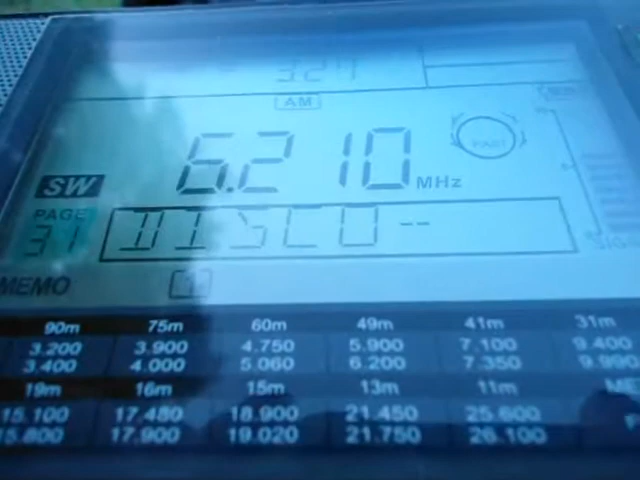 3:27
AM
SW 6.210 MHz
PAGE
31 DISCO--
MEMO 1
90m 75m 60m 49m 41m 31m
3.200 3.900 4.750 5.900 7.100 9.400
3.400 4.000 5.060 6.200 7.350 9.990
19m 16m 15m 13m 11m
15.100 17.480 18.900 21.450 25.600
15.800 17.900 19.020 21.750 26.100